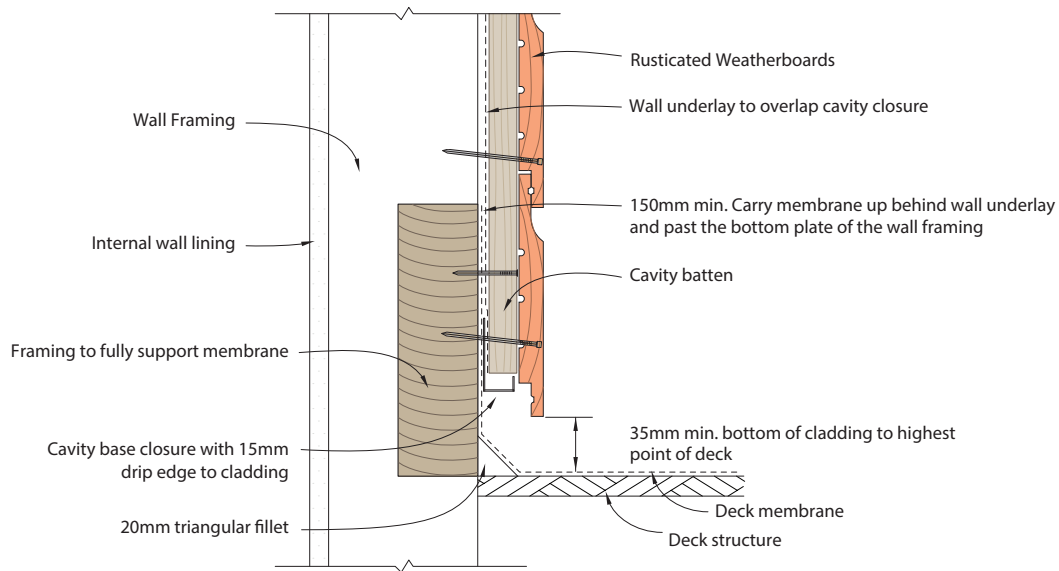 Rusticated Weatherboards
Wall underlay to overlap cavity closure
Wall Framing
150mm min. Carry membrane up behind wall underlay
and past the bottom plate of the wall framing
Internal wall lining
Cavity batten
Framing to fully support membrane
35mm min. bottom of cladding to highest
point of deck
Cavity base closure with 15mm
drip edge to cladding
Deck membrane
20mm triangular fillet
Deck structure